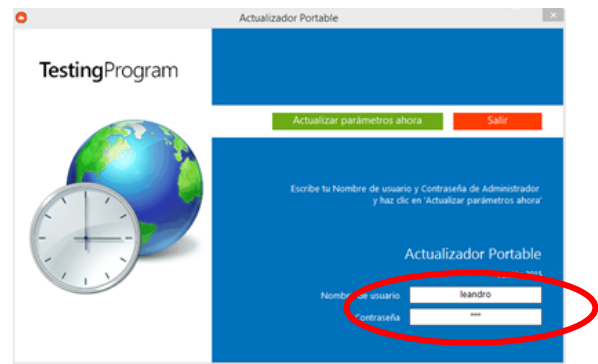 Actualizador Portable
TestingProgram
Actualizar parámetros ahora
Salir
Escribe tu Nombre de usuario y Contraseña de Administrador
y haz clic en 'Actualizar parámetros ahora'
Actualizador Portable
2015
Nombre de usuario
leandro
Contraseña
***